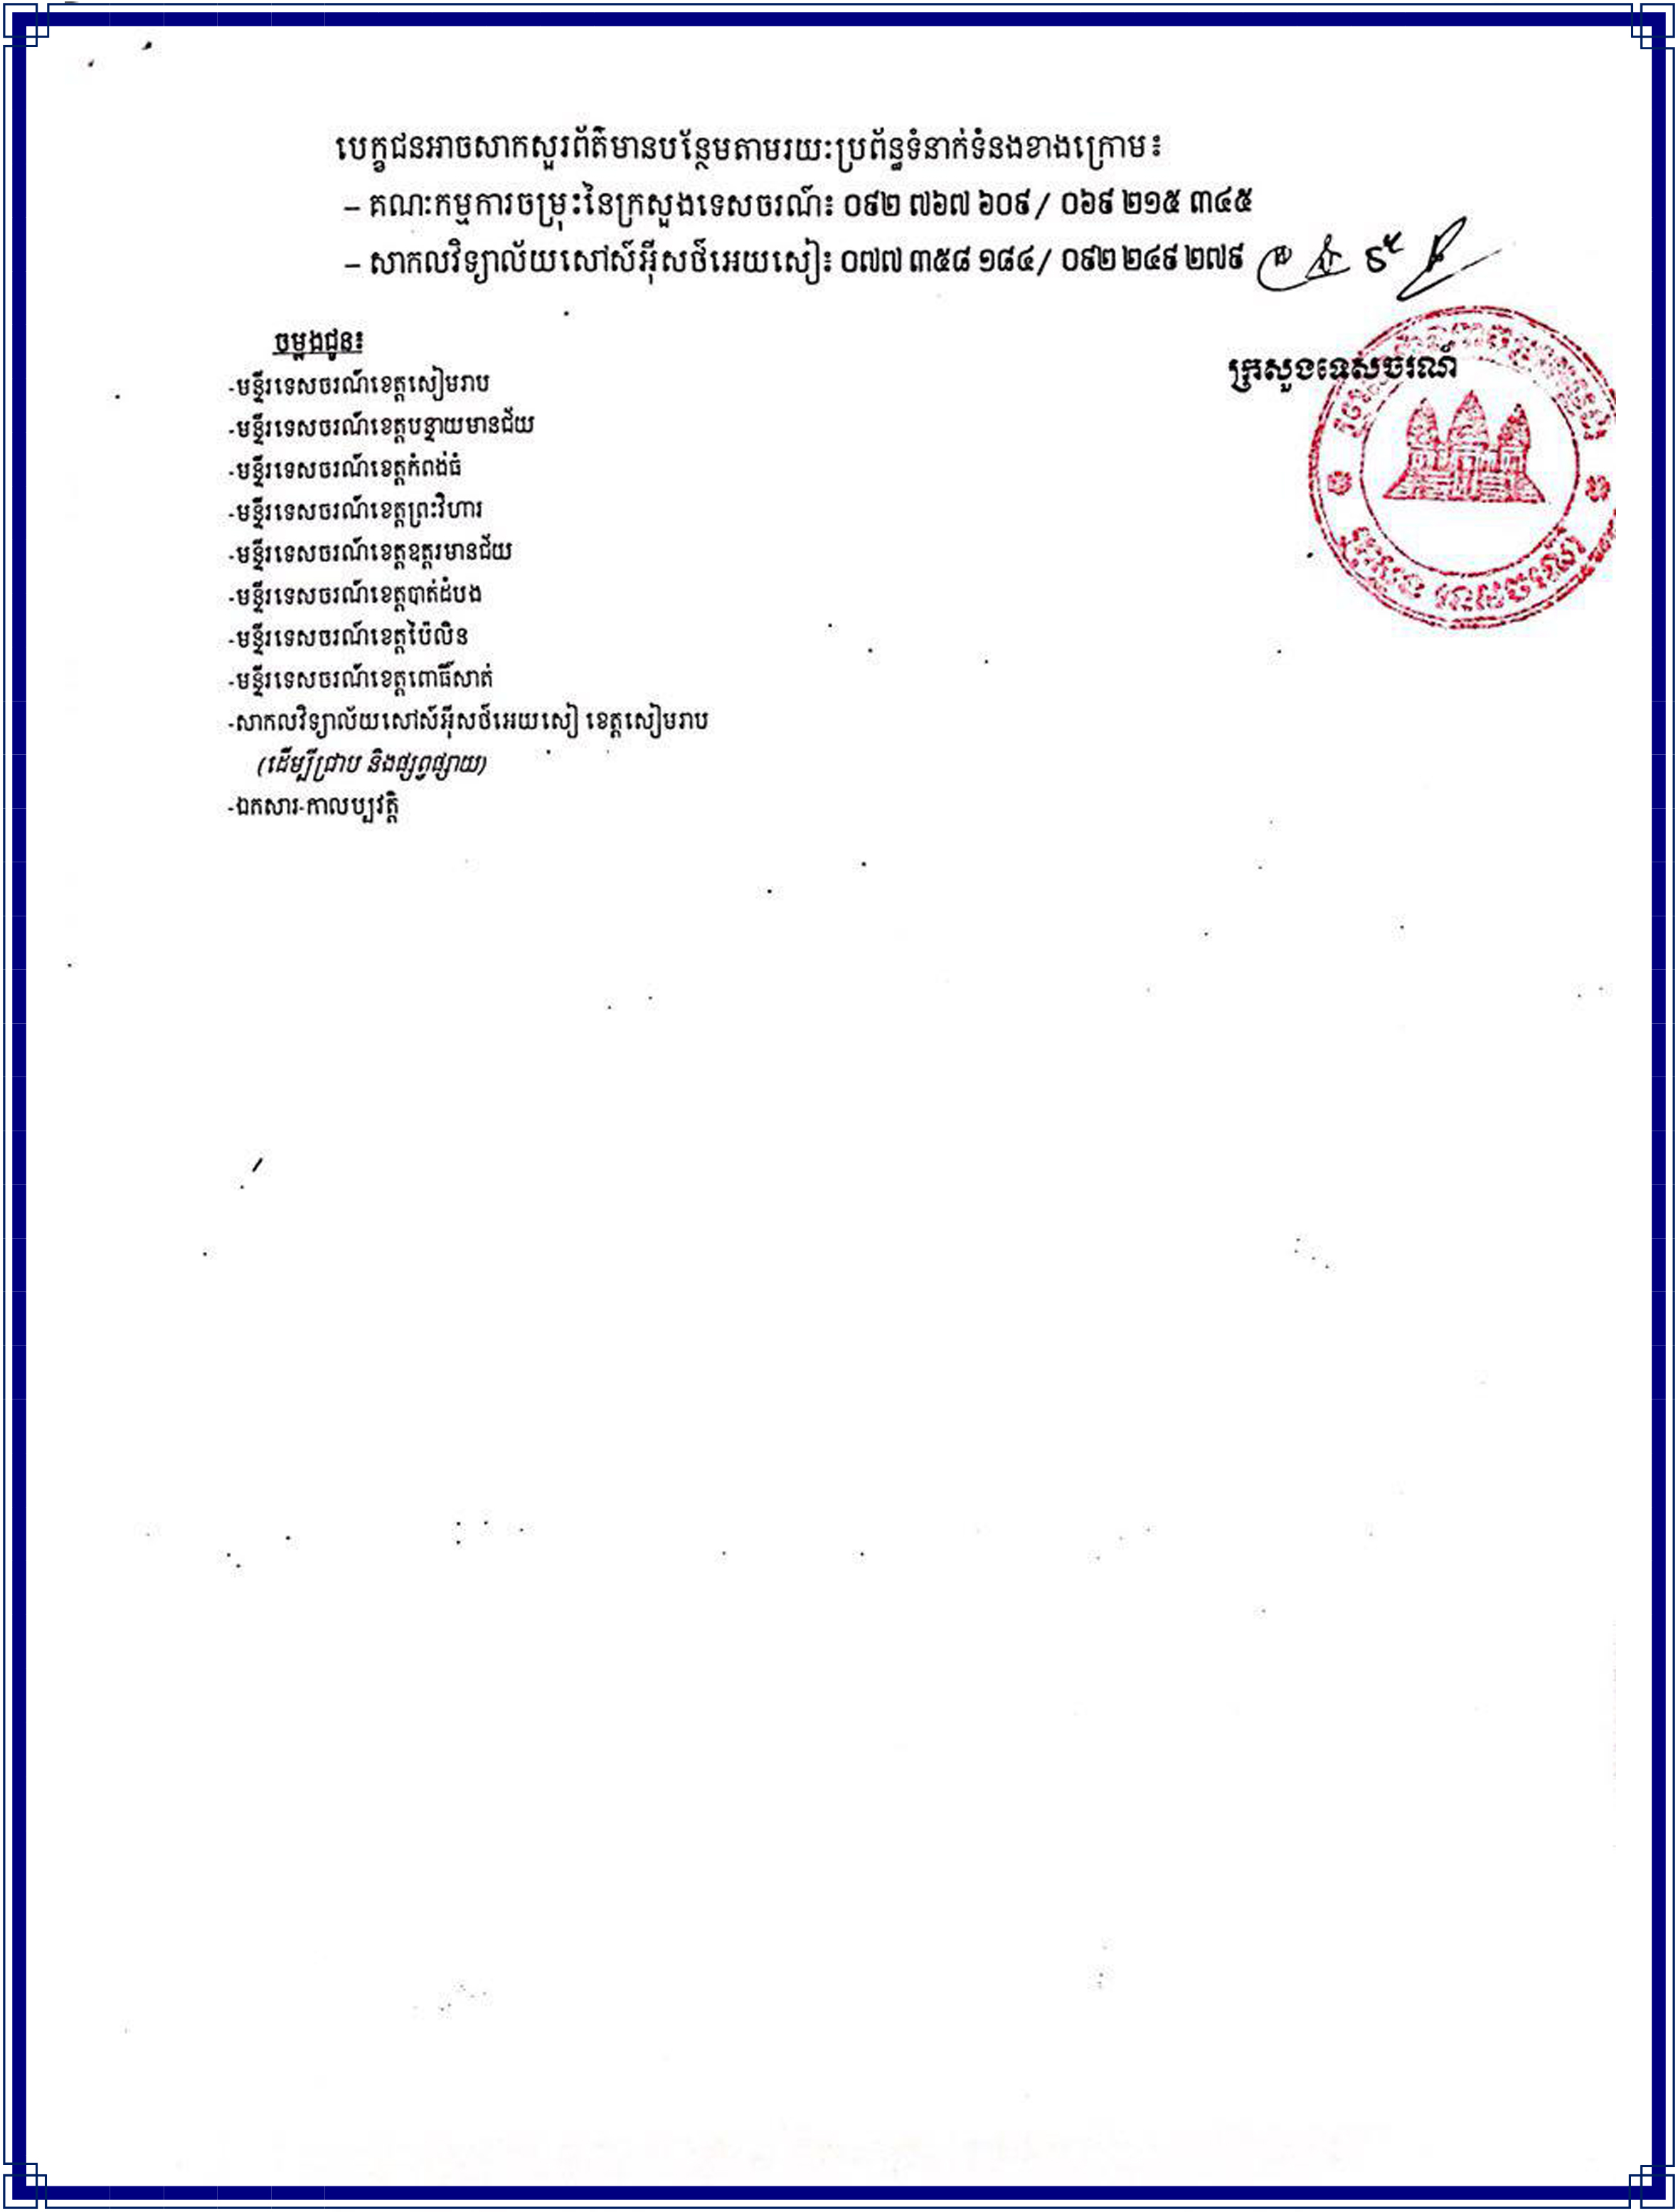 បេក្ខជនអាចសាកសួរព័ត៌មានបន្ថែមតាមរយៈប្រព័ន្ធទំនាក់ទំនងខាងក្រោម៖
– គណៈកម្មការចម្រុះនៃក្រសួងទេសចរណ៍៖ ០៩២ ៧៦៧ ៦០៩/ ០៦៩ ២១៥ ៣៤៥
– សាកលវិទ្យាល័យសៅស៍អ៊ីសថ៍អេយសៀ៖ ០៧៧ ៣៥៨ ១៨៤/ ០៩២ ២៤៩ ២៧៩
ចម្លងជូន៖
ក្រសួងទេសចរណ៍
-មន្ទីរទេសចរណ៍ខេត្តសៀមរាប
-មន្ទីរទេសចរណ៍ខេត្តបន្ទាយមានជ័យ
-មន្ទីរទេសចរណ៍ខេត្តកំពង់ធំ
-មន្ទីរទេសចរណ៍ខេត្តព្រះវិហារ
-មន្ទីរទេសចរណ៍ខេត្តឧត្តរមានជ័យ
-មន្ទីរទេសចរណ៍ខេត្តបាត់ដំបង
-មន្ទីរទេសចរណ៍ខេត្តប៉ៃលិន
-មន្ទីរទេសចរណ៍ខេត្តពោធិ៍សាត់
-សាកលវិទ្យាល័យសៅស៍អ៊ីសថ៍អេយសៀ ខេត្តសៀមរាប
(ដើម្បីជ្រាប និងផ្សព្វផ្សាយ)
-ឯកសារ-កាលប្បវត្តិ